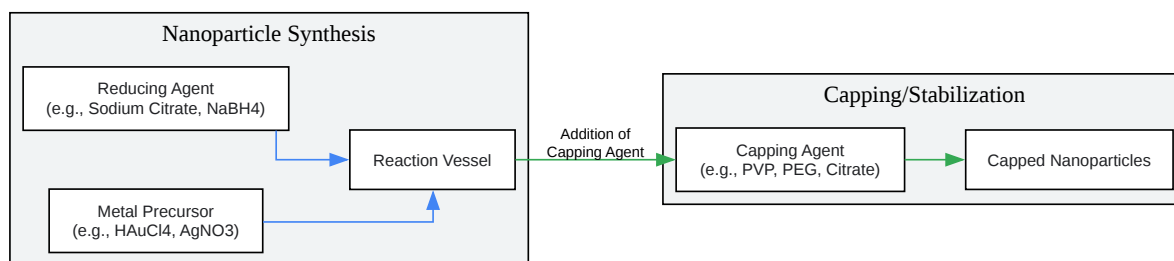 Nanoparticle Synthesis
Reducing Agent
(e.g., Sodium Citrate, NaBH4)
Reaction Vessel
Metal Precursor
(e.g., HAuCl4, AgNO3)
Addition of
Capping Agent
Capping/Stabilization
Capping Agent
(e.g., PVP, PEG, Citrate)
Capped Nanoparticles